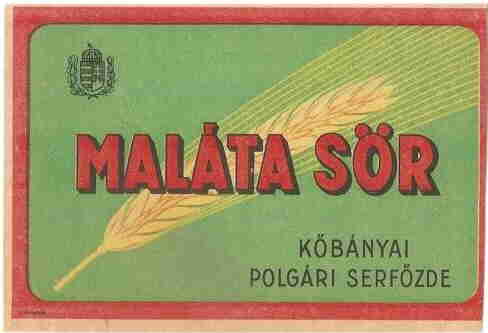 MALÁTA SÖR
KŐBÁNYAI
POLGÁRI SERFŐZDE